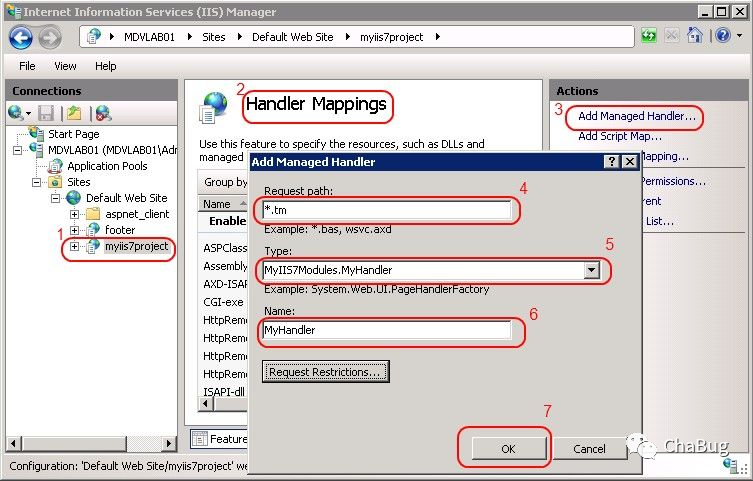 Internet Information Services (IIS) Manager
MDVLAB01 Sites Default Web Site myiis7project
File View Help
Connections
Start Page
MDVLAB01 (MDVLAB01\Adr
Application Pools
Sites
Default Web Site
aspnet_client
footer
1
myiis7project
2
Handler Mappings
Use this feature to specify the resources, such as DLLs and
managed
Group by
Name
Enable
ASPClass
Assembly
AXD-ISAP
CGI-exe
HttpRemo
HttpRemo
HttpRemo
HttpRemo
ISAPI-dll
Feature
Actions
3
Add Managed Handler...
Add Script Map...
Mapping...
Permissions...
rent
List...
Add Managed Handler
Request path:
4
*.tm
Example: *.bas, wsvc.axd
Type:
5
MyIIS7Modules.MyHandler
Example: System.Web.UI.PageHandlerFactory
Name:
6
MyHandler
Request Restrictions...
7
OK
Cancel
ChaBug
Configuration: 'Default Web Site/myiis7project' we